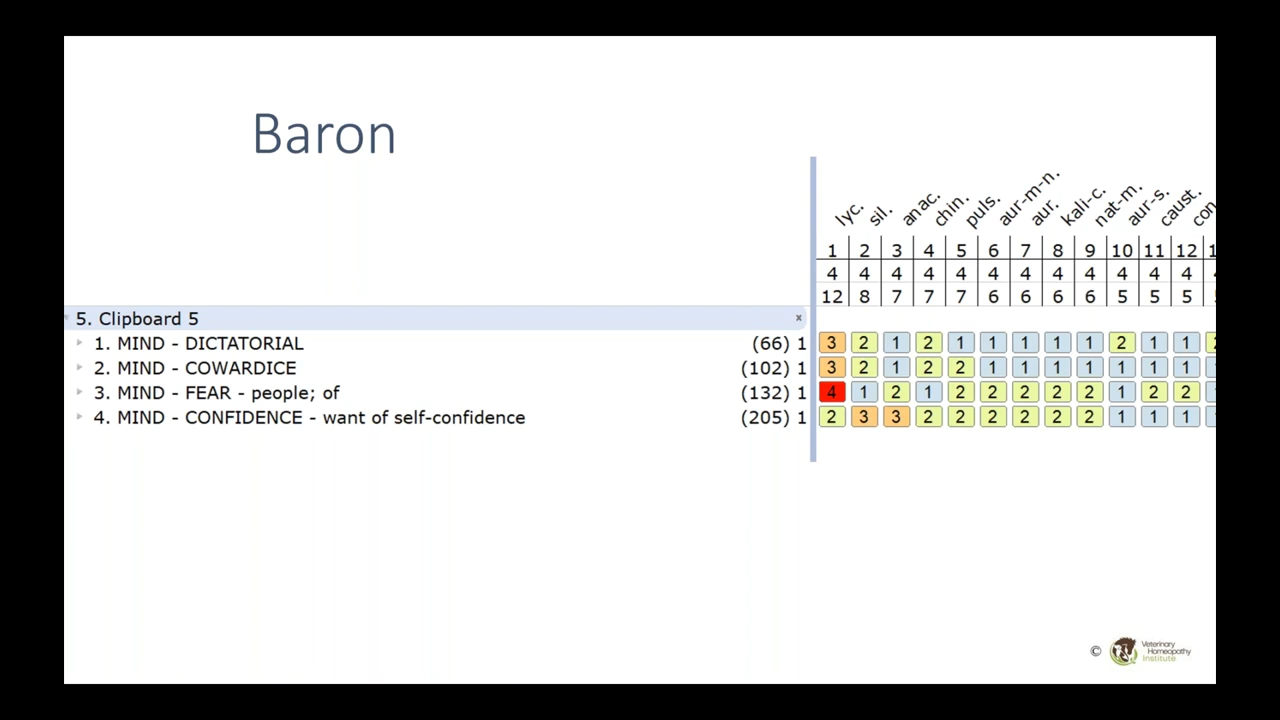 Baron
lyc. sil. anac. chin. puls. aur-m-n. aur. kali-c. nat-m. aur-s. caust. con
1 2 3 4 5 6 7 8 9 10 11 12 1
4 4 4 4 4 4 4 4 4 4 4 4
12 8 7 7 7 6 6 6 6 5 5 5
5. Clipboard 5 x
1. MIND - DICTATORIAL (66) 1 3 2 1 2 1 1 1 1 1 2 1 1
2. MIND - COWARDICE (102) 1 3 2 1 2 2 1 1 1 1 1 1 1
3. MIND - FEAR - people; of (132) 1 4 1 2 1 2 2 2 2 2 1 2 2
4. MIND - CONFIDENCE - want of self-confidence (205) 1 2 3 3 2 2 2 2 2 2 1 1 1
© Veterinary
Homeopathy
Institute